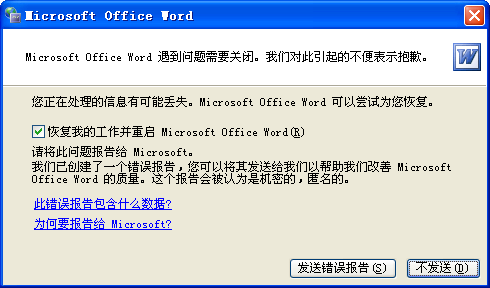 Microsoft Office Word
Microsoft Office Word 遇到问题需要关闭。我们对此引起的不便表示抱歉。
您正在处理的信息有可能丢失。Microsoft Office Word 可以尝试为您恢复。
恢复我的工作并重启 Microsoft Office Word(R)
请将此问题报告给 Microsoft。
我们已创建了一个错误报告,您可以将其发送给我们以帮助我们改善 Microsoft
Office Word 的质量。这个报告会被认为是机密的,匿名的。
此错误报告包含什么数据?
为何要报告给 Microsoft?
发送错误报告(S) 不发送(D)